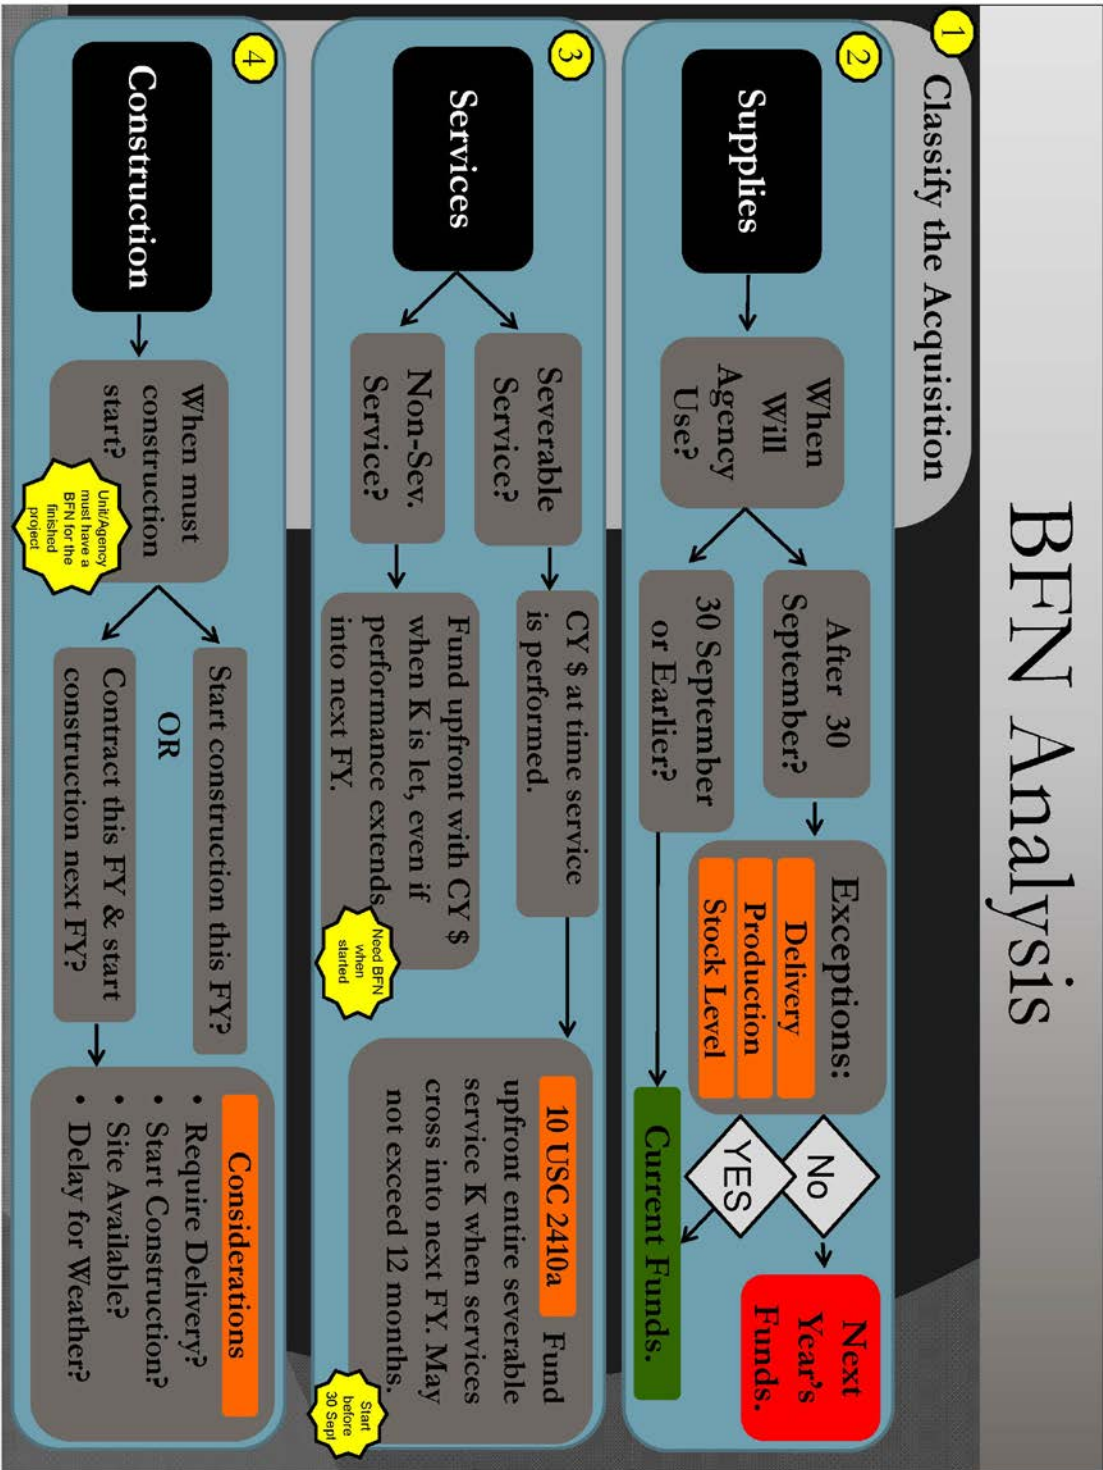 BFN Analysis
1
Classify the Acquisition
2
Supplies
When
Will
Agency
Use?
After 30
September?
30 September
or Earlier?
Exceptions:
Delivery
Production
Stock Level
No
YES
Next
Year's
Funds.
Current Funds.
3
Services
Severable
Service?
Non-Sev.
Service?
CY $ at time service
is performed.
Fund upfront with CY $
when K is let, even if
performance extends
into next FY.
Need BFN
when
started
10 USC 2410a Fund
upfront entire severable
service K when services
cross into next FY. May
not exceed 12 months.
Start
before
30 Sept
4
Construction
When must
construction
start?
Unit/Agency
must have a
BFN for the
finished
project
Start construction this FY?
OR
Contract this FY & start
construction next FY?
Considerations
• Require Delivery?
• Start Construction?
• Site Available?
• Delay for Weather?